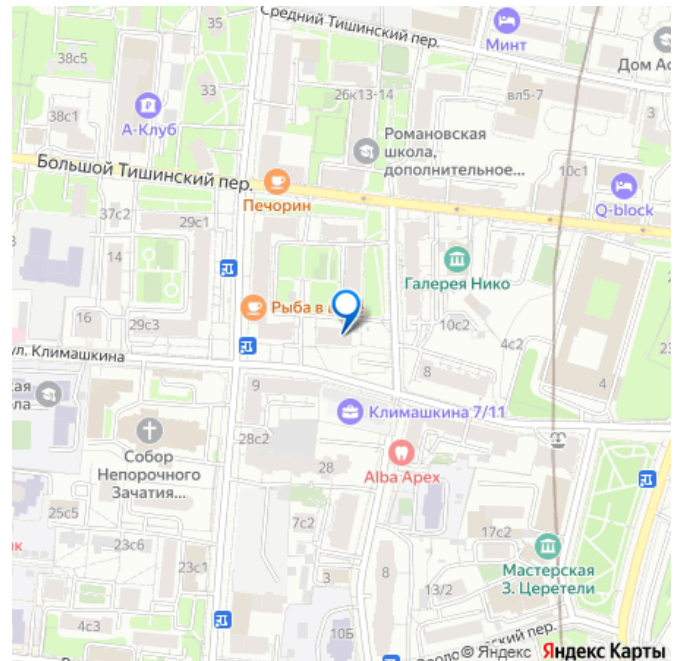 Средний Тишинский пер.
38с5
35
Минт
Дом Ас
33
26к13-14
вл5-7
38с1
А-Клуб
3
Романовская
школа,
дополнительное...
Большой Тишинский пер.
10с1
Печорин
Q-block
37с2
29с1
14
Галерея Нико
Рыба в
16
29с3
10с2
4с2
ул. Климашкина
8
4
9
Климашкина 7/11
28с2
Собор
Непорочного
Зачатия...
28
Alba Apex
25с5
7с2
17с2
23с6
23с1
3
8
13/2
Мастерская
З. Церетели
10Б
4с3
кий пер.
© Яндекс Яндекс Карты